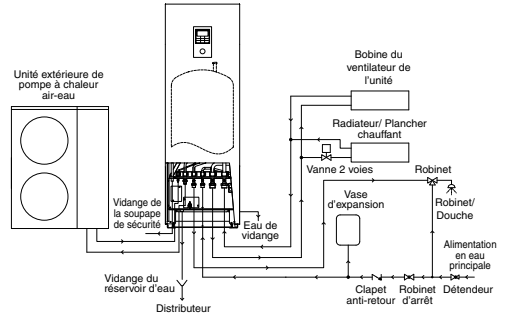 Bobine du
ventilateur de
l'unité
Unité extérieure de
pompe à chaleur
air-eau
Radiateur/ Plancher
chauffant
Vanne 2 voies
Robinet
Vidange de
la soupape
de sécurité
Vase
d'expansion
Robinet/
Douche
Eau de
vidange
Alimentation
en eau
principale
Vidange du
réservoir d'eau
Clapet
anti-retour
Robinet
d'arrêt
Détendeur
Distributeur